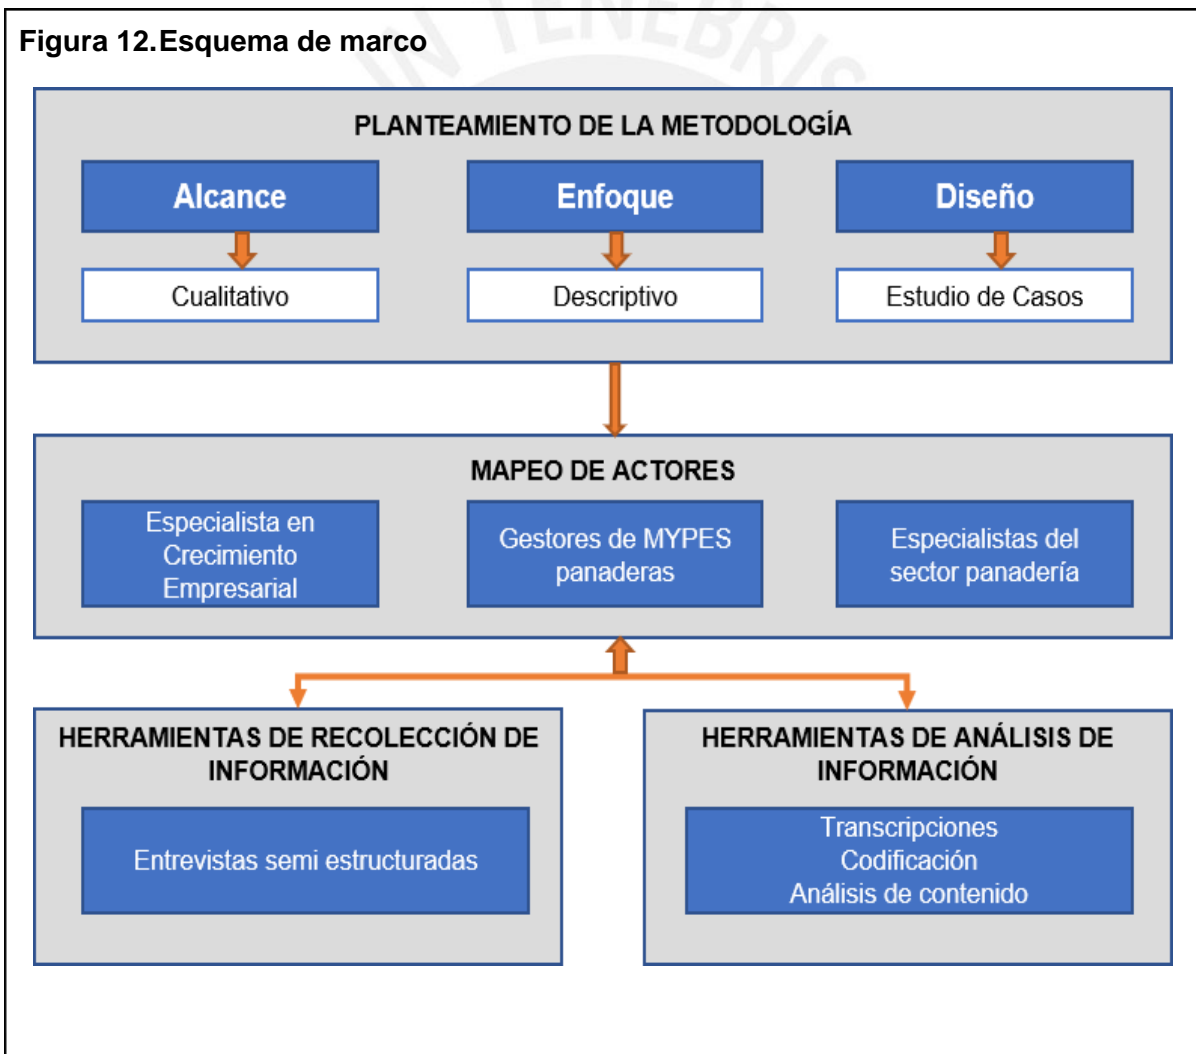 IN TENEBRIS
Figura 12.Esquema de marco
PLANTEAMIENTO DE LA METODOLOGÍA
Alcance
Enfoque
Diseño
Cualitativo
Descriptivo
Estudio de Casos
MAPEO DE ACTORES
Especialista en
Crecimiento
Empresarial
Gestores de MYPES
panaderas
Especialistas del
sector panadería
HERRAMIENTAS DE RECOLECCIÓN DE
INFORMACIÓN
Entrevistas semi estructuradas
HERRAMIENTAS DE ANÁLISIS DE
INFORMACIÓN
Transcripciones
Codificación
Análisis de contenido